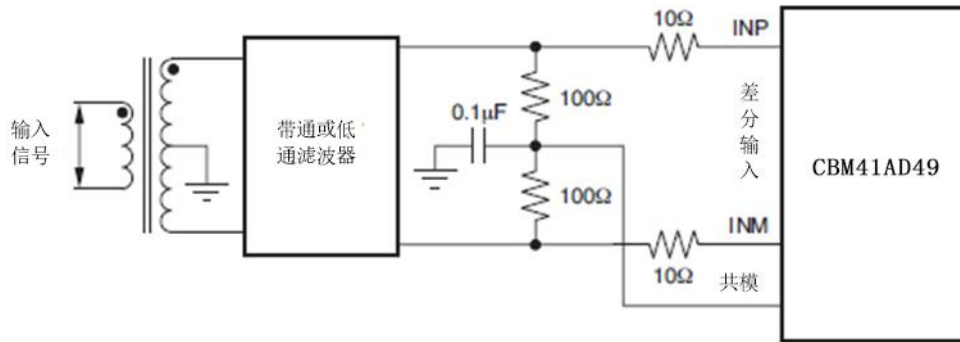 输入
信号
带通或低
通滤波器
0.1μF
100Ω
100Ω
10Ω
INP
差
分
输
入
INM
10Ω
共模
CBM41AD49